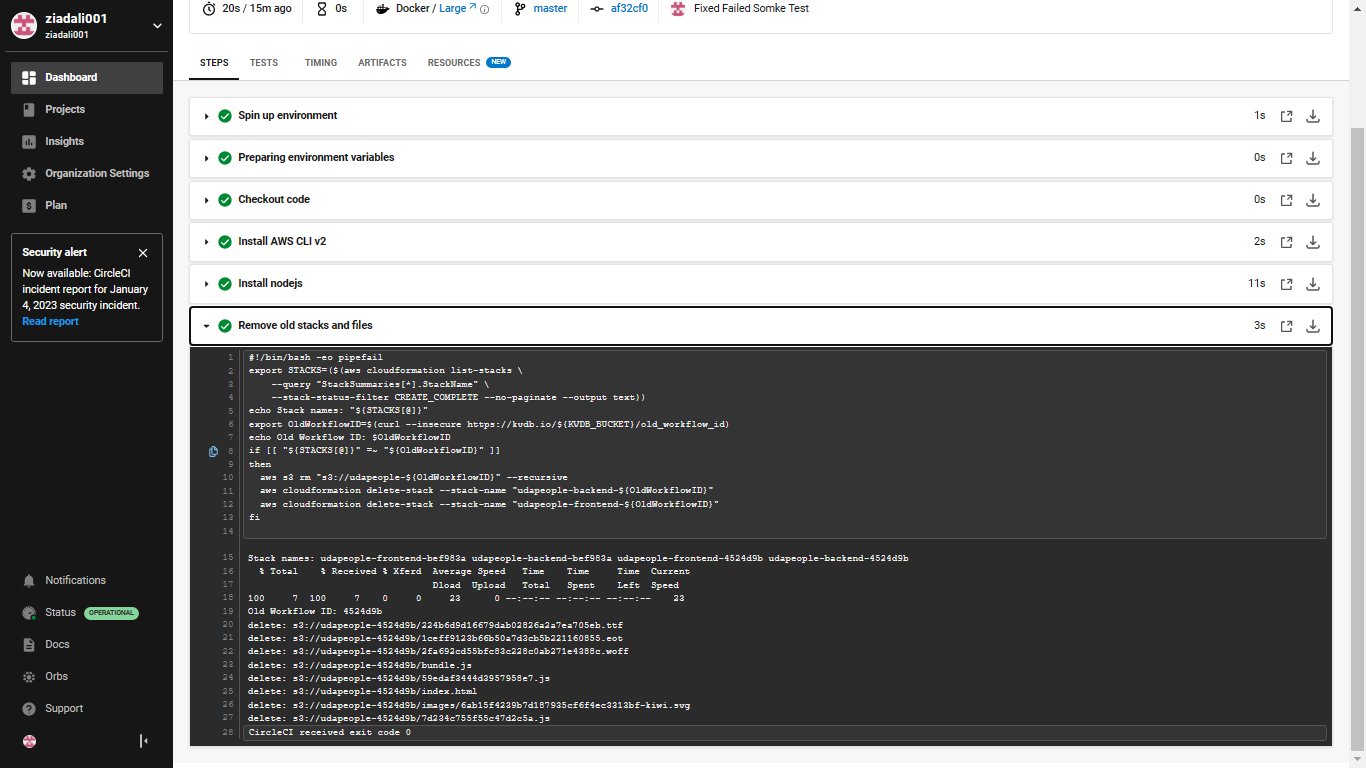 ziadali001
ziadali001
Dashboard
Projects
Insights
Organization Settings
Plan
Security alert
Now available: CircleCI
incident report for January
4, 2023 security incident.
Read report
Notifications
Status OPERATIONAL
Docs
Orbs
Support
20s / 15m ago
0s
Docker / Large
master
af32cf0
Fixed Failed Somke Test
STEPS TESTS TIMING ARTIFACTS RESOURCES NEW
Spin up environment 1s
Preparing environment variables 0s
Checkout code 0s
Install AWS CLI v2 2s
Install nodejs 11s
Remove old stacks and files 3s
1 #!/bin/bash -eo pipefail
2 export STACKS=($(aws cloudformation list-stacks \
3     --query "StackSummaries[*].StackName" \
4     --stack-status-filter CREATE_COMPLETE --no-paginate --output text))
5 echo Stack names: "${STACKS[@]}"
6 export OldWorkflowID=$(curl --insecure https://kvdb.io/${KVDB_BUCKET}/old_workflow_id)
7 echo Old Workflow ID: $OldWorkflowID
8 if [[ "${STACKS[@]}" =~ "${OldWorkflowID}" ]]
9 then
10   aws s3 rm "s3://udapeople-${OldWorkflowID}" --recursive
11   aws cloudformation delete-stack --stack-name "udapeople-backend-${OldWorkflowID}"
12   aws cloudformation delete-stack --stack-name "udapeople-frontend-${OldWorkflowID}"
13 fi
14
15 Stack names: udapeople-frontend-bef983a udapeople-backend-bef983a udapeople-frontend-4524d9b udapeople-backend-4524d9b
16   % Total    % Received % Xferd  Average Speed   Time    Time     Time  Current
17                                  Dload  Upload   Total   Spent    Left  Speed
18 100     7  100     7    0     0     23      0 --:--:-- --:--:-- --:--:--    23
19 Old Workflow ID: 4524d9b
20 delete: s3://udapeople-4524d9b/224b6d9d16679dab02826a2a7ea705eb.ttf
21 delete: s3://udapeople-4524d9b/1ceff9123b66b50a7d3cb5b221160855.eot
22 delete: s3://udapeople-4524d9b/2fa692cd55bfc83c228c0ab271e4388c.woff
23 delete: s3://udapeople-4524d9b/bundle.js
24 delete: s3://udapeople-4524d9b/59edaf3444d3957958e7.js
25 delete: s3://udapeople-4524d9b/index.html
26 delete: s3://udapeople-4524d9b/images/6ab15f4239b7d187935cf6f4ec3313bf-kiwi.svg
27 delete: s3://udapeople-4524d9b/7d234c755f55c47d2c5a.js
28 CircleCI received exit code 0